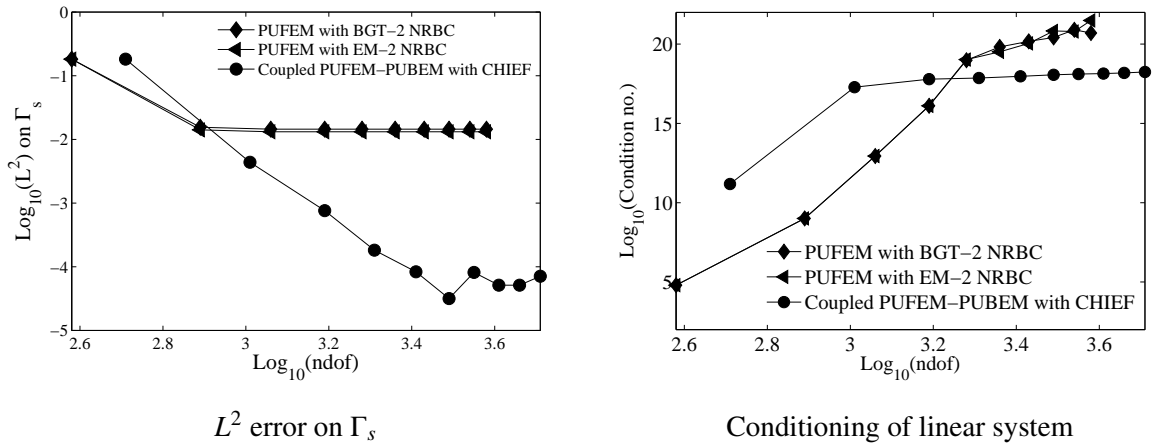 0
−1
−2
−3
−4
−5
Log10(L²) on Γs
PUFEM with BGT−2 NRBC
PUFEM with EM−2 NRBC
Coupled PUFEM−PUBEM with CHIEF
2.6 2.8 3 3.2 3.4 3.6
Log10(ndof)
L² error on Γs
20
15
10
5
Log10(Condition no.)
PUFEM with BGT−2 NRBC
PUFEM with EM−2 NRBC
Coupled PUFEM−PUBEM with CHIEF
2.6 2.8 3 3.2 3.4 3.6
Log10(ndof)
Conditioning of linear system